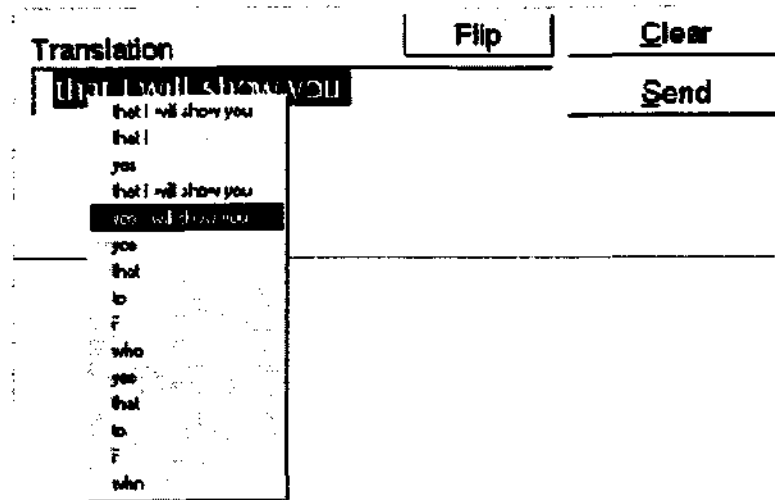 Translation
Flip
Clear
Send
that I will show you
that I will show you
that I
yes
that I will show you
yes I will show you
yes
that
to
if
who
yes
that
to
if
who